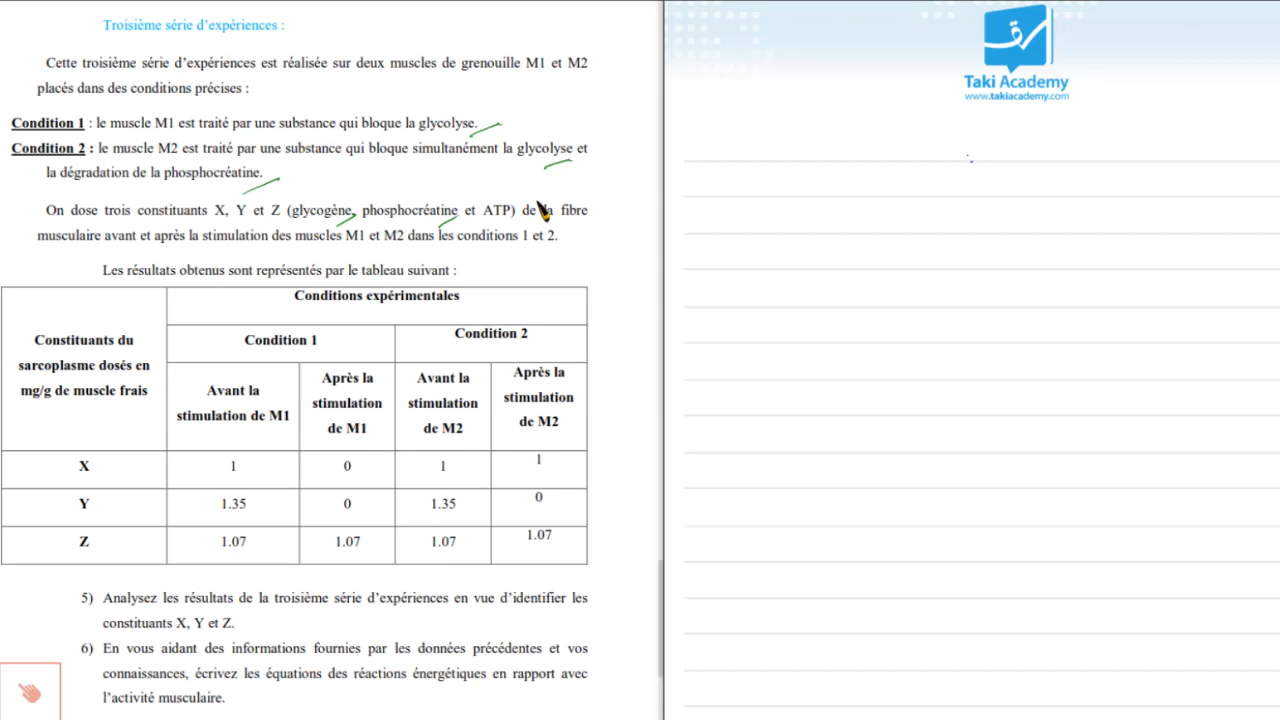 Troisième série d'expériences :
Cette troisième série d'expériences est réalisée sur deux muscles de grenouille M1 et M2
placés dans des conditions précises :
Condition 1 : le muscle M1 est traité par une substance qui bloque la glycolyse.
Condition 2 : le muscle M2 est traité par une substance qui bloque simultanément la glycolyse et
la dégradation de la phosphocréatine.
On dose trois constituants X, Y et Z (glycogène, phosphocréatine et ATP) de la fibre
musculaire avant et après la stimulation des muscles M1 et M2 dans les conditions 1 et 2.
Les résultats obtenus sont représentés par le tableau suivant :
Constituants du
sarcoplasme dosés en
mg/g de muscle frais
Conditions expérimentales
Condition 1
Condition 2
Avant la
stimulation de M1
Après la
stimulation
de M1
Avant la
stimulation
de M2
Après la
stimulation
de M2
X 1 0 1 1
Y 1.35 0 1.35 0
Z 1.07 1.07 1.07 1.07
5) Analysez les résultats de la troisième série d'expériences en vue d'identifier les
constituants X, Y et Z.
6) En vous aidant des informations fournies par les données précédentes et vos
connaissances, écrivez les équations des réactions énergétiques en rapport avec
l'activité musculaire.
Taki Academy
www.takiacademy.com